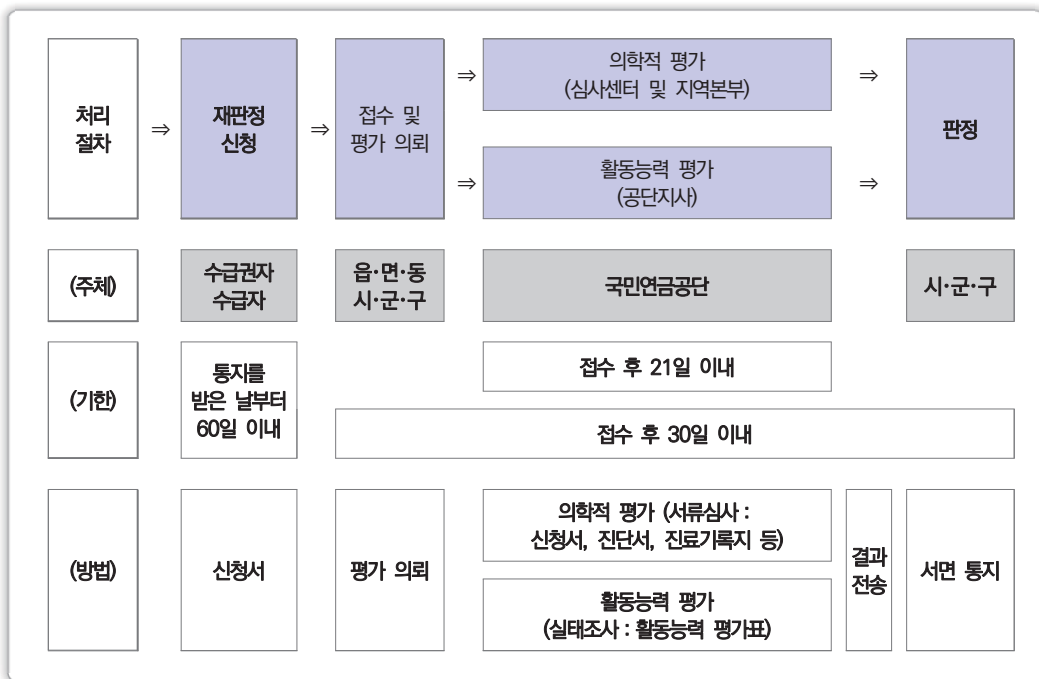 처리
절차
⇒
재판정
신청
⇒
접수 및
평가 의뢰
⇒
의학적 평가
(심사센터 및 지역본부)
⇒
⇒
활동능력 평가
(공단지사)
⇒
판정
(주체)
수급권자
수급자
읍·면·동
시·군·구
국민연금공단
시·군·구
(기한)
통지를
받은 날부터
60일 이내
접수 후 21일 이내
접수 후 30일 이내
(방법)
신청서
평가 의뢰
의학적 평가 (서류심사 :
신청서, 진단서, 진료기록지 등)
활동능력 평가
(실태조사 : 활동능력 평가표)
결과
전송
서면 통지